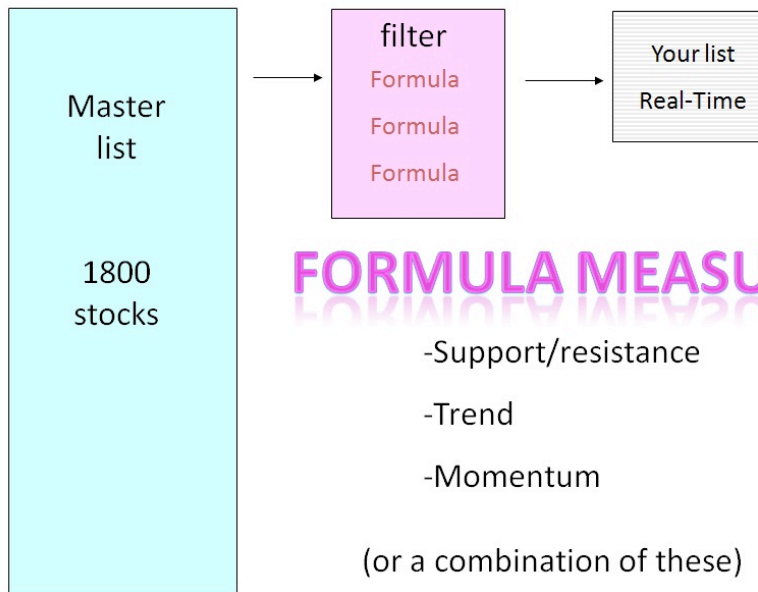 Master
list
1800
stocks
filter
Formula
Formula
Formula
Your list
Real-Time
FORMULA MEASU
-Support/resistance
-Trend
-Momentum
(or a combination of these)